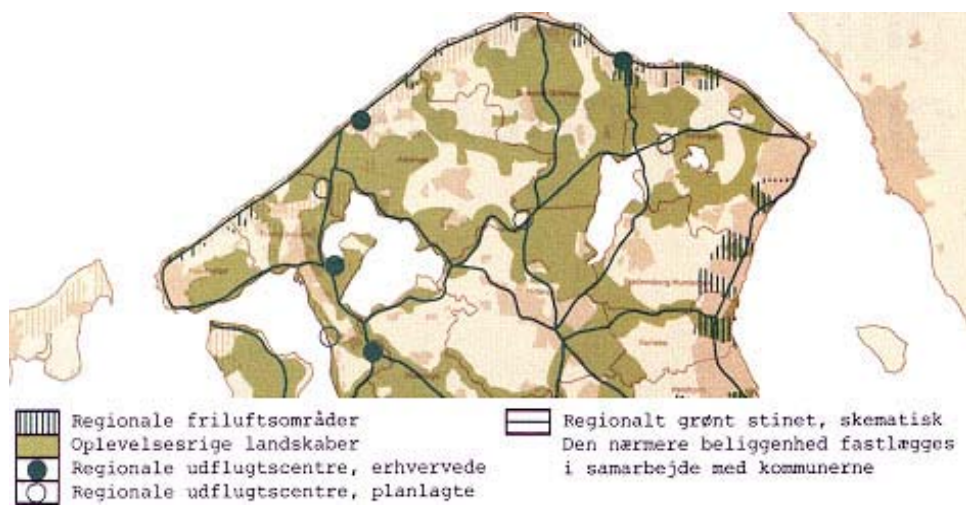 Regionale friluftsområder
Oplevelsesrige landskaber
Regionale udflugtscentre, erhvervede
Regionale udflugtscentre, planlagte
Regionalt grønt stinet, skematisk
Den nærmere beliggenhed fastlægges
i samarbejde med kommunerne